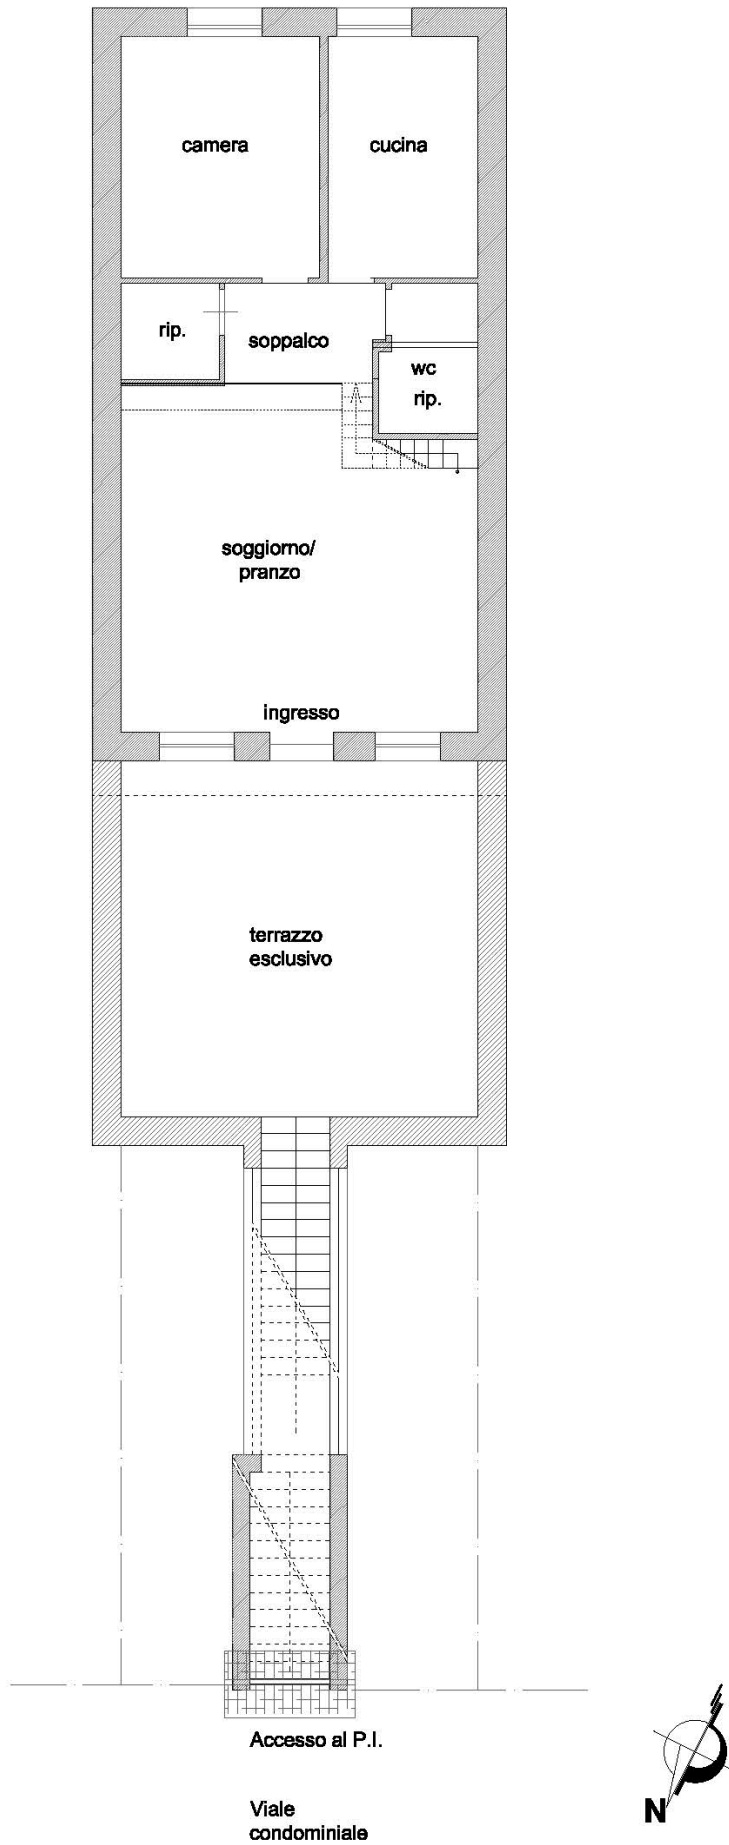 camera
cucina
rip.
soppalco
wc
rip.
soggiorno/
pranzo
ingresso
terrazzo
esclusivo
Accesso al P.I.
Viale
condominiale
N